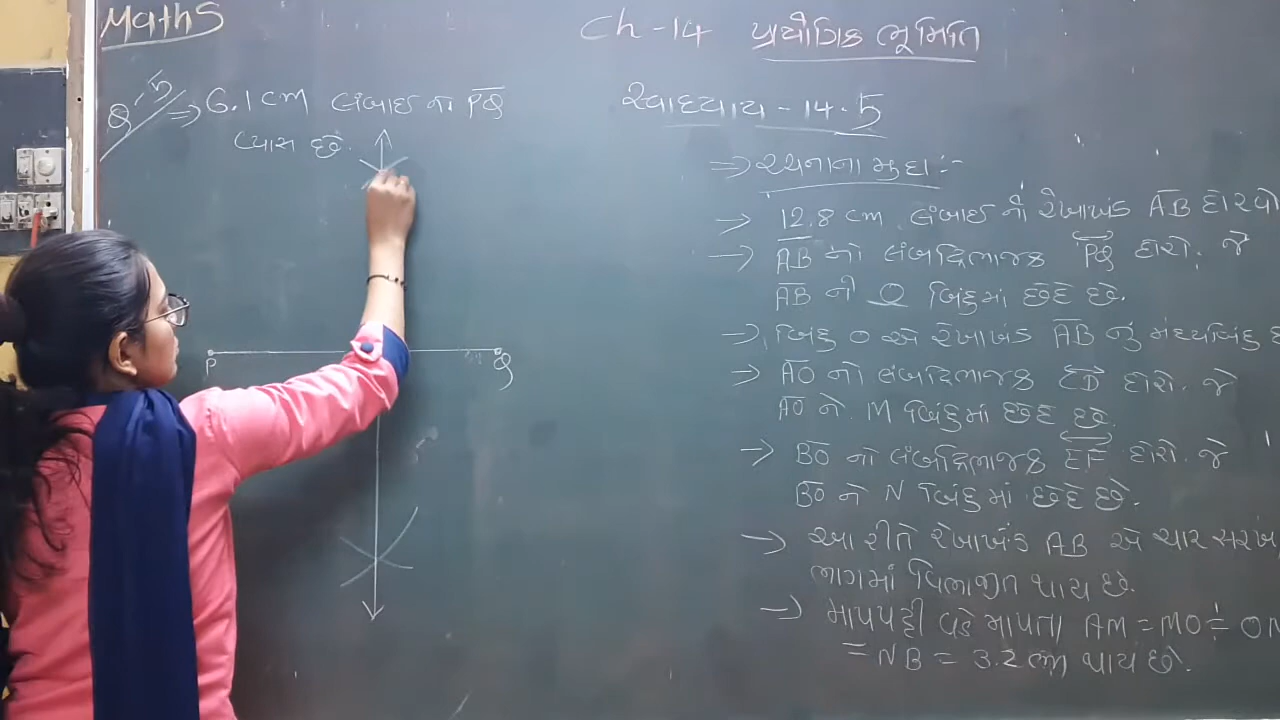 Maths
Ch-14 પ્રાયોગિક ભૂમિતિ
Q-5 ⇒ 6.1 cm લંબાઈ નો PQ
વ્યાસ છે.
P
Q
સ્વાધ્યાય - 14.5
⇒ રચનાના મુદ્દા :-
→ 12.8 cm લંબાઈ નો રેખાખંડ AB દોરવો
→ AB નો લંબદ્વિભાજક PQ દોરો. જે
AB ની O બિંદુમાં છેદે છે.
→ બિંદુ O એ રેખાખંડ AB નું મધ્યબિંદુ
→ AO નો લંબદ્વિભાજક CD દોરો. જે
AO ને M બિંદુમાં છેદે છે.
→ BO નો લંબદ્વિભાજક EF દોરો. જે
BO ને N બિંદુમાં છેદે છે.
→ આ રીતે રેખાખંડ AB એ ચાર
ભાગમાં વિભાજીત થાય છે.
→ માપપટ્ટી વડે માપતા AM = MO = ON
= NB = 3.2 cm થાય છે.